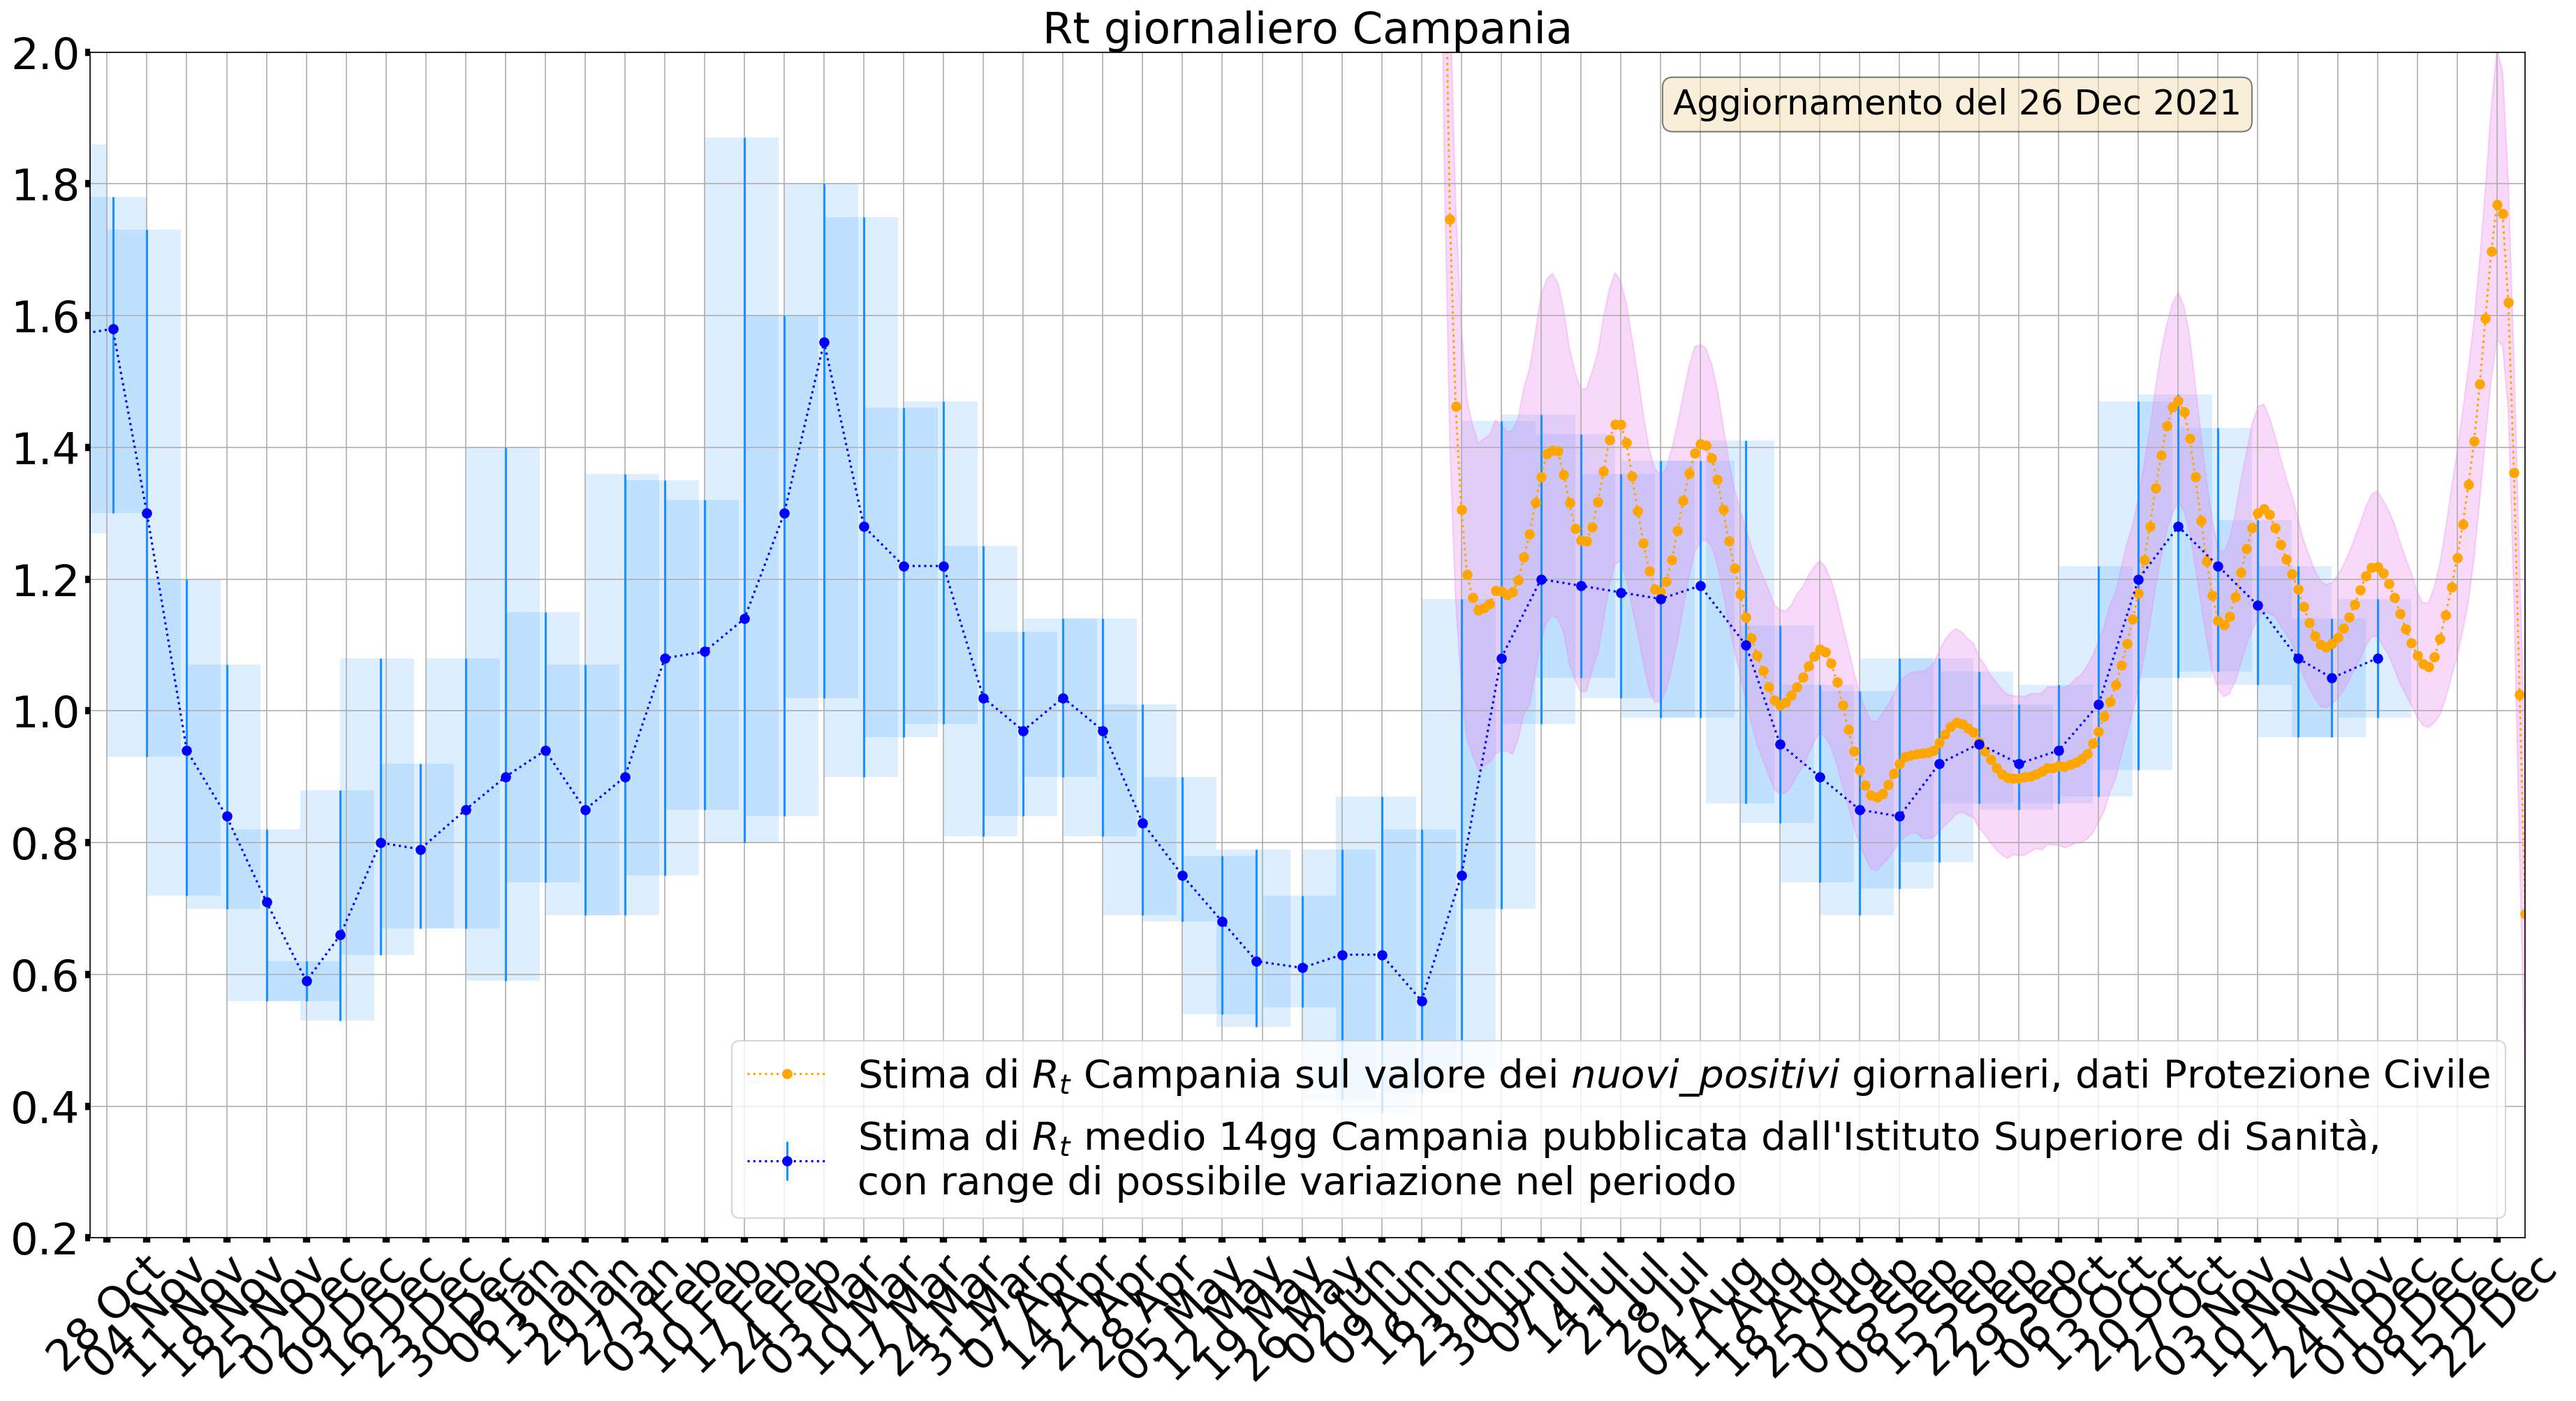 Rt giornaliero Campania
Aggiornamento del 26 Dec 2021
2.0
1.8
1.6
1.4
1.2
1.0
0.8
0.6
0.4
0.2
Stima di Rt Campania sul valore dei nuovi_positivi giornalieri, dati Protezione Civile
Stima di Rt medio 14gg Campania pubblicata dall'Istituto Superiore di Sanità,
con range di possibile variazione nel periodo
28 Oct
04 Nov
11 Nov
18 Nov
25 Nov
02 Dec
09 Dec
16 Dec
23 Dec
30 Dec
06 Jan
13 Jan
20 Jan
27 Jan
03 Feb
10 Feb
17 Feb
24 Feb
03 Mar
10 Mar
17 Mar
24 Mar
31 Mar
07 Apr
14 Apr
21 Apr
28 Apr
05 May
12 May
19 May
26 May
02 Jun
09 Jun
16 Jun
23 Jun
30 Jun
07 Jul
14 Jul
21 Jul
28 Jul
04 Aug
11 Aug
18 Aug
25 Aug
01 Sep
08 Sep
15 Sep
22 Sep
29 Sep
06 Oct
13 Oct
20 Oct
27 Oct
03 Nov
10 Nov
17 Nov
24 Nov
01 Dec
08 Dec
15 Dec
22 Dec